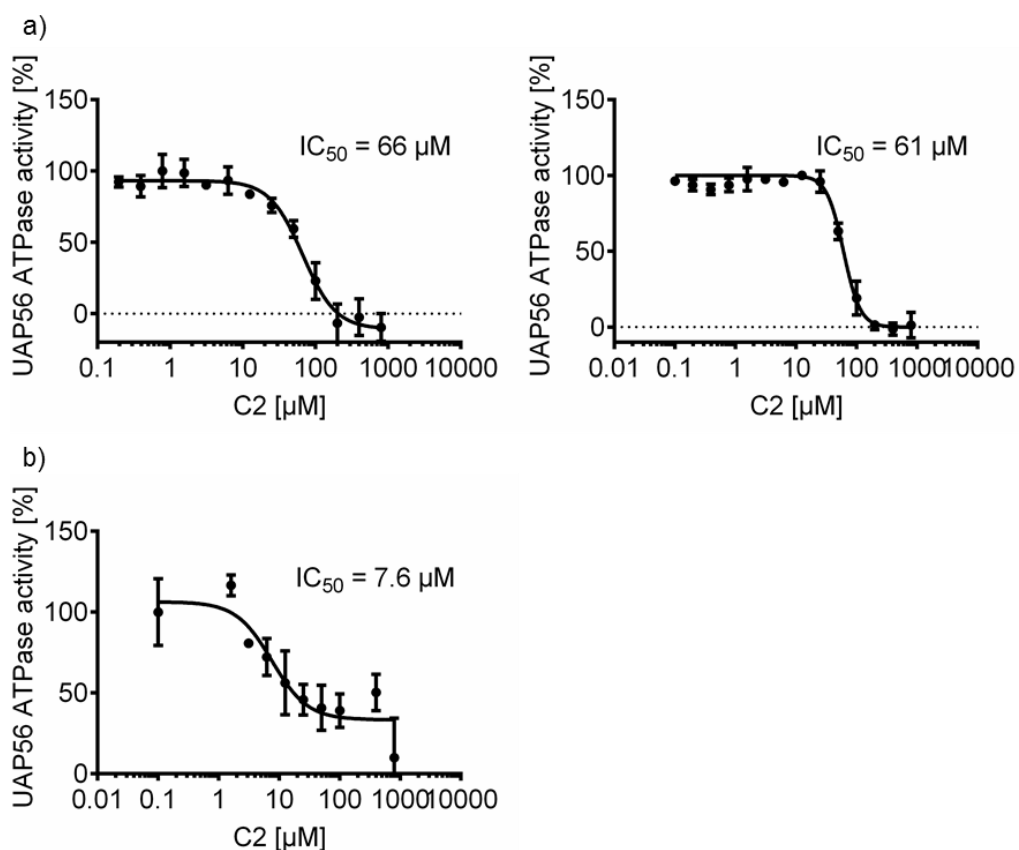 a)
UAP56 ATPase activity [%]
150
100
50
0
IC50 = 66 µM
0.1 1 10 100 1000 10000
C2 [µM]
UAP56 ATPase activity [%]
150
100
50
0
IC50 = 61 µM
0.01 0.1 1 10 100 1000 10000
C2 [µM]
b)
UAP56 ATPase activity [%]
150
100
50
0
IC50 = 7.6 µM
0.01 0.1 1 10 100 1000 10000
C2 [µM]